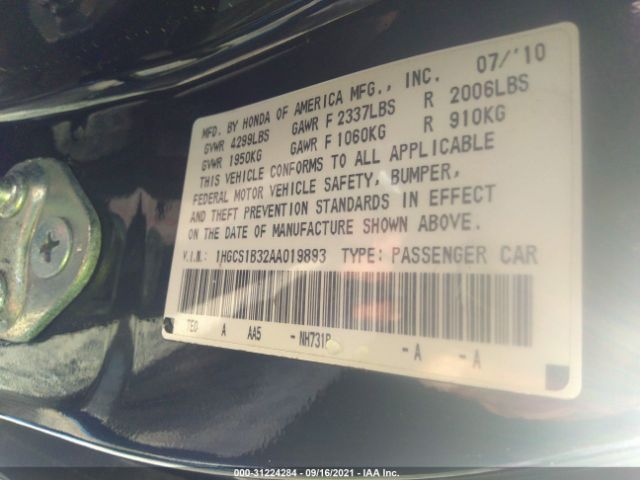 MFD. BY HONDA OF AMERICA MFG., INC. 07/'10
GVWR 4299LBS GAWR F 2337LBS R 2006LBS
GVWR 1950KG GAWR F 1060KG R 910KG
THIS VEHICLE CONFORMS TO ALL APPLICABLE
FEDERAL MOTOR VEHICLE SAFETY, BUMPER,
AND THEFT PREVENTION STANDARDS IN EFFECT
ON THE DATE OF MANUFACTURE SHOWN ABOVE.
V.I.N.: 1HGCS1B32AA019893 TYPE: PASSENGER CAR
TE0 A AA5 -NH731P -A -A
000-31224284 - 09/16/2021 - IAA Inc.